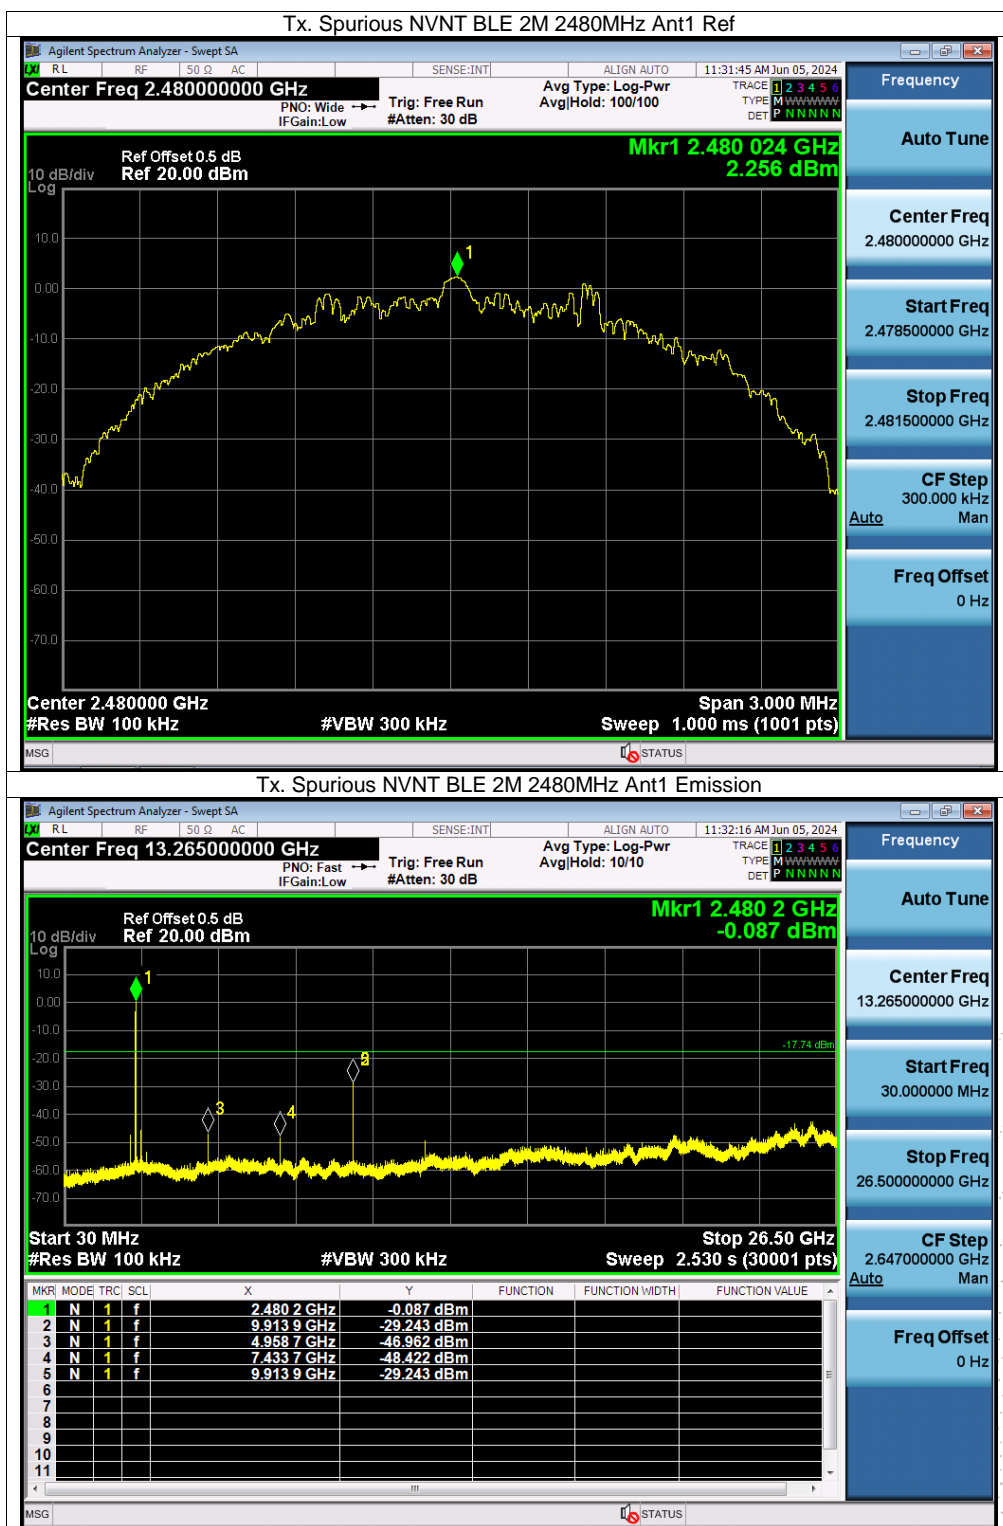 Tx. Spurious NVNT BLE 2M 2480MHz Ant1 Ref
Agilent Spectrum Analyzer - Swept SA
LXI RL RF 50 Ω AC SENSE:INT ALIGN AUTO 11:31:45 AM Jun 05, 2024
Center Freq 2.480000000 GHz
PNO: Wide
IFGain:Low
Trig: Free Run
#Atten: 30 dB
Avg Type: Log-Pwr
Avg|Hold: 100/100
TRACE 1 2 3 4 5 6
TYPE M WWWWW
DET P N N N N N
Frequency
Auto Tune
Center Freq
2.480000000 GHz
Start Freq
2.478500000 GHz
Stop Freq
2.481500000 GHz
CF Step
300.000 kHz
Auto Man
Freq Offset
0 Hz
Mkr1 2.480 024 GHz
2.256 dBm
Ref Offset 0.5 dB
10 dB/div Ref 20.00 dBm
Log
10.0
0.00
-10.0
-20.0
-30.0
-40.0
-50.0
-60.0
-70.0
1
Center 2.480000 GHz Span 3.000 MHz
#Res BW 100 kHz #VBW 300 kHz Sweep 1.000 ms (1001 pts)
MSG STATUS
Tx. Spurious NVNT BLE 2M 2480MHz Ant1 Emission
Agilent Spectrum Analyzer - Swept SA
LXI RL RF 50 Ω AC SENSE:INT ALIGN AUTO 11:32:16 AM Jun 05, 2024
Center Freq 13.265000000 GHz
PNO: Fast
IFGain:Low
Trig: Free Run
#Atten: 30 dB
Avg Type: Log-Pwr
Avg|Hold: 10/10
TRACE 1 2 3 4 5 6
TYPE M WWWWW
DET P N N N N N
Frequency
Auto Tune
Center Freq
13.265000000 GHz
Start Freq
30.000000 MHz
Stop Freq
26.500000000 GHz
CF Step
2.647000000 GHz
Auto Man
Freq Offset
0 Hz
Mkr1 2.480 2 GHz
-0.087 dBm
Ref Offset 0.5 dB
10 dB/div Ref 20.00 dBm
Log
10.0
0.00
-10.0
-20.0
-30.0
-40.0
-50.0
-60.0
-70.0
1
3
4
-17.74 dBm
Start 30 MHz Stop 26.50 GHz
#Res BW 100 kHz #VBW 300 kHz Sweep 2.530 s (30001 pts)
MKR MODE TRC SCL X Y FUNCTION FUNCTION WIDTH FUNCTION VALUE
1 N 1 f 2.480 2 GHz -0.087 dBm
2 N 1 f 9.913 9 GHz -29.243 dBm
3 N 1 f 4.958 7 GHz -46.962 dBm
4 N 1 f 7.433 7 GHz -48.422 dBm
5 N 1 f 9.913 9 GHz -29.243 dBm
6
7
8
9
10
11
MSG STATUS